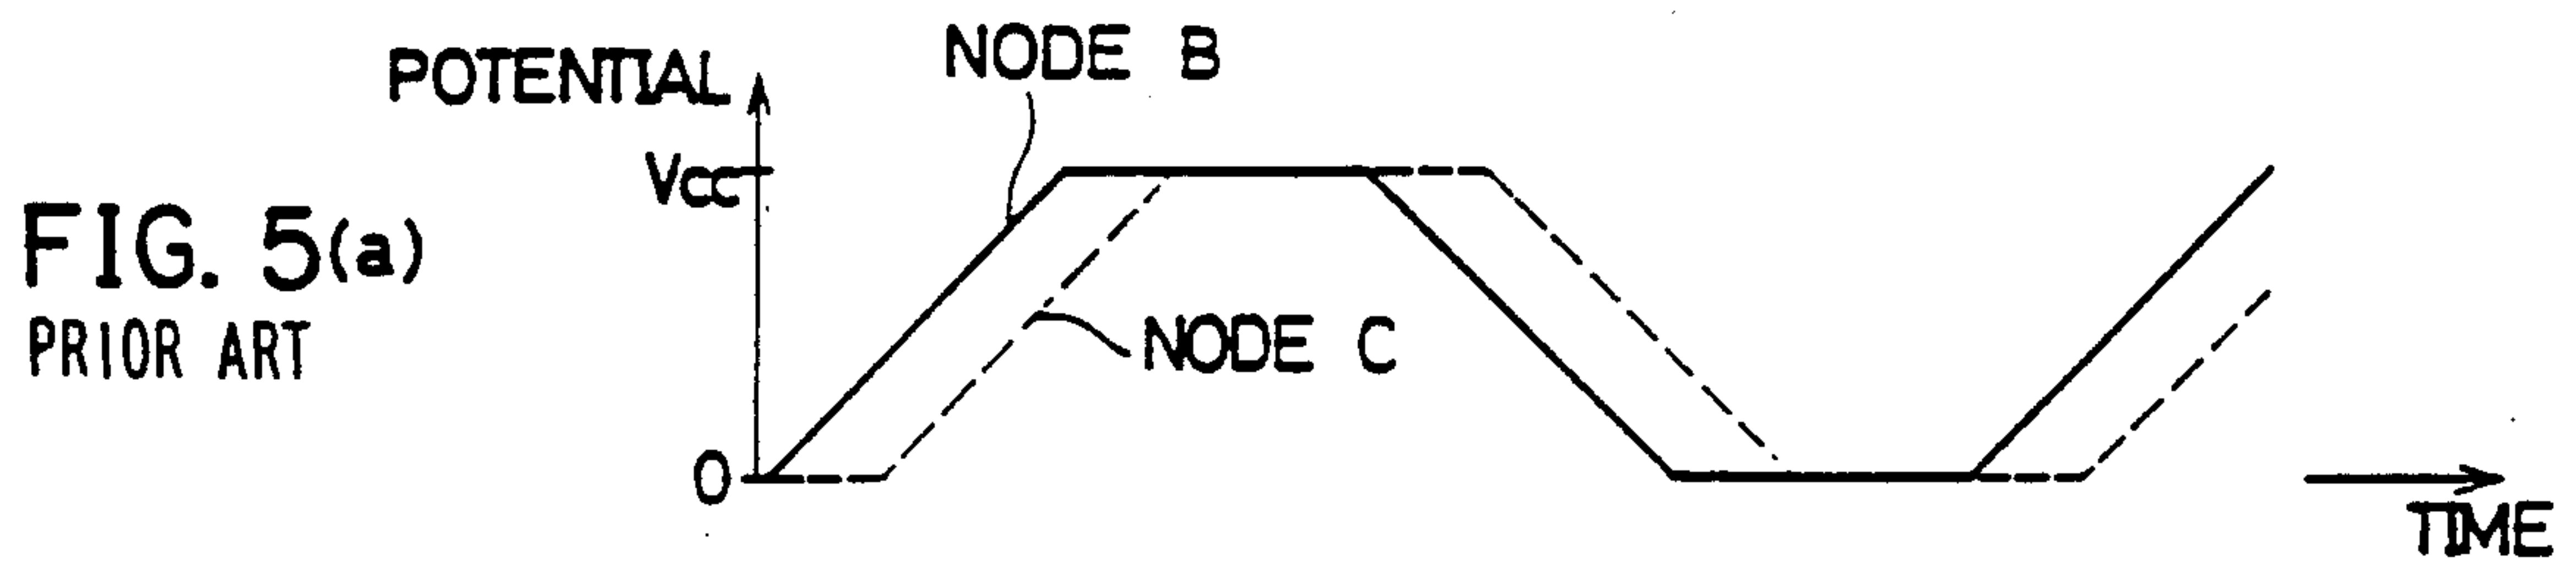 POTENTIAL
NODE B
Vcc
FIG. 5(a)
PRIOR ART
NODE C
0
TIME